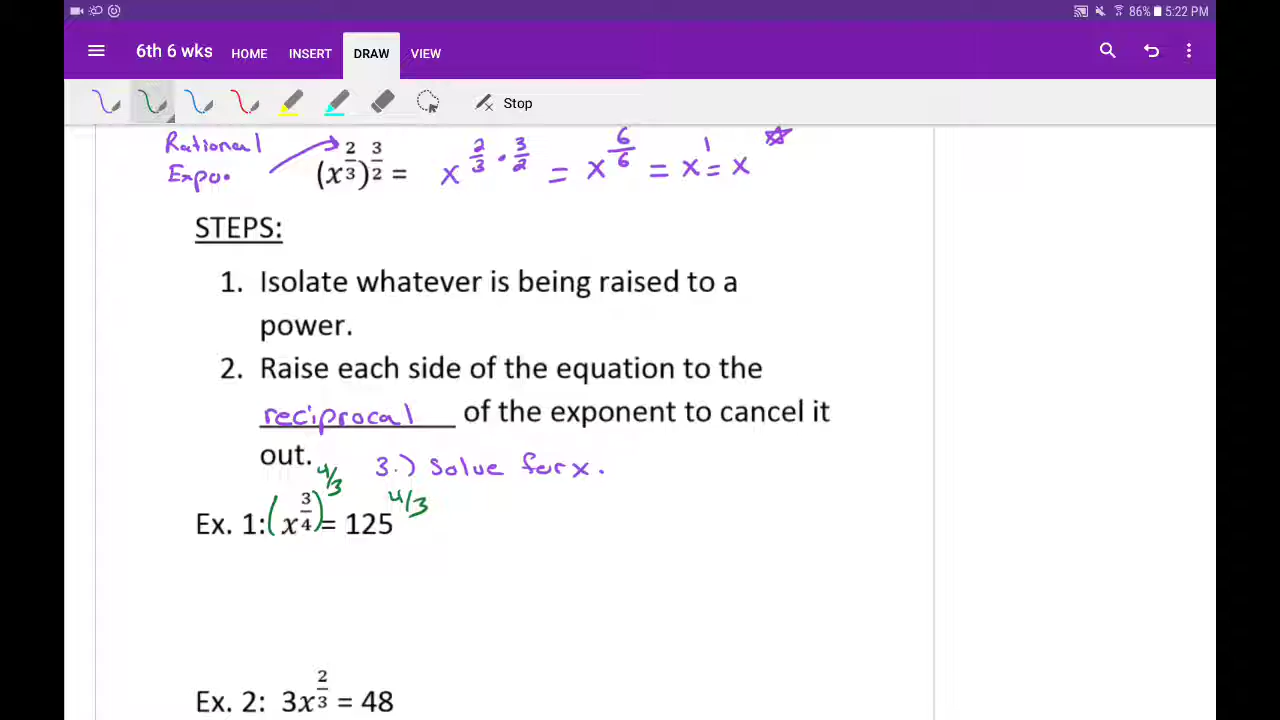 86% 5:22 PM
6th 6 wks HOME INSERT DRAW VIEW
Stop
Rational
Expo.
(x^(2/3))^(3/2) = x^(2/3 · 3/2) = x^(6/6) = x^1 = x
STEPS:
1. Isolate whatever is being raised to a
power.
2. Raise each side of the equation to the
reciprocal of the exponent to cancel it
out. 3.) Solve for x.
Ex. 1: (x^(3/4))^(4/3) = 125^(4/3)
Ex. 2: 3x^(2/3) = 48